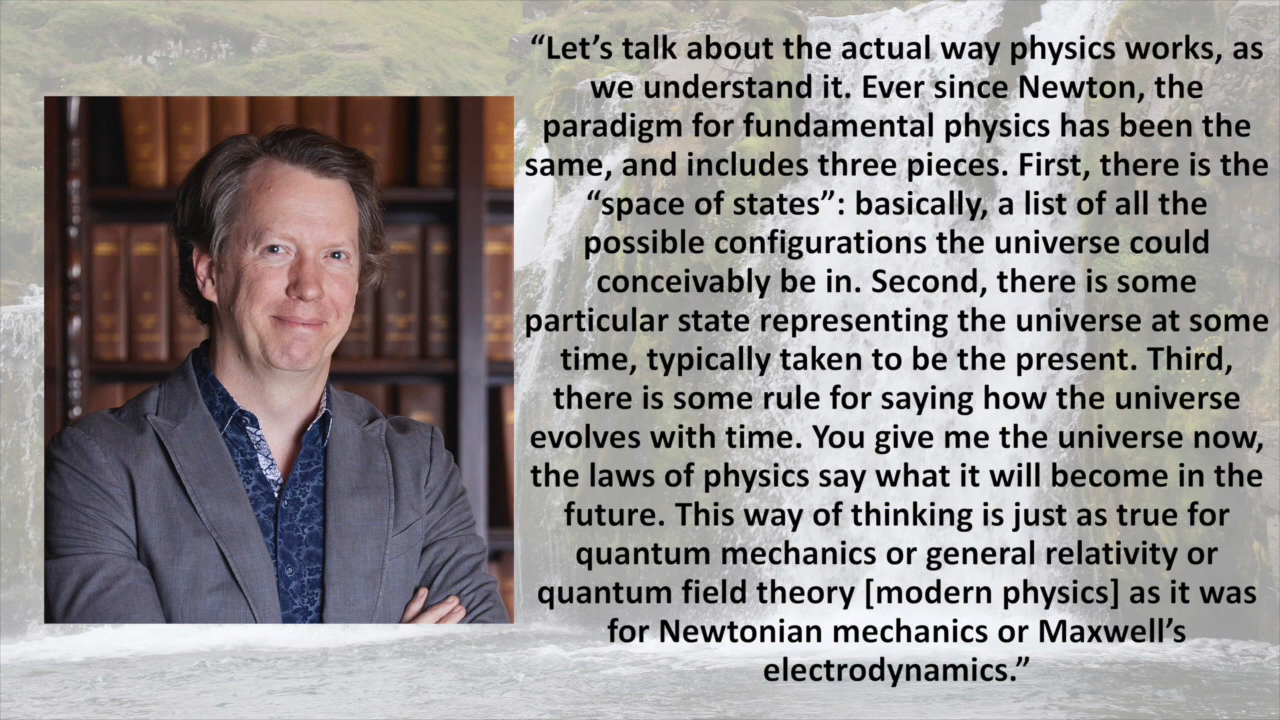 “Let’s talk about the actual way physics works, as
we understand it. Ever since Newton, the
paradigm for fundamental physics has been the
same, and includes three pieces. First, there is the
“space of states”: basically, a list of all the
possible configurations the universe could
conceivably be in. Second, there is some
particular state representing the universe at some
time, typically taken to be the present. Third,
there is some rule for saying how the universe
evolves with time. You give me the universe now,
the laws of physics say what it will become in the
future. This way of thinking is just as true for
quantum mechanics or general relativity or
quantum field theory [modern physics] as it was
for Newtonian mechanics or Maxwell’s
electrodynamics.”